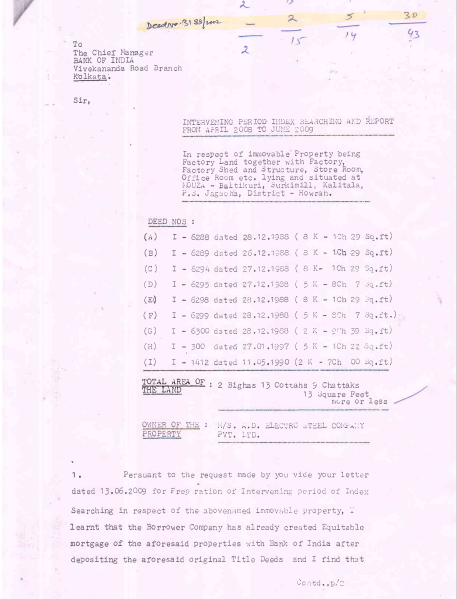 2
Deed no - 3188/2002 — 2 5 30
2 15 14 43
To
The Chief Manager
BANK OF INDIA
Vivekananda Road Branch
Kolkata.
Sir,
INTERVENING PERIOD INDEX SEARCHING AND REPORT
FROM APRIL 2008 TO JUNE 2009
In respect of immovable Property being
Factory Land together with Factory,
Factory Shed and Structure, Store Room,
Office Room etc. lying and situated at
MOUZA - Baltikuri, Surkimill, Kalitala,
P.S. Jagacha, District - Howrah.
DEED NOS :
(A) I - 6288 dated 28.12.1988 ( 8 K - 1Ch 29 Sq.ft)
(B) I - 6289 dated 26.12.1988 ( 8 K - 1Ch 29 Sq.ft)
(C) I - 6294 dated 27.12.1988 ( 8 K- 1Ch 29 Sq.ft)
(D) I - 6295 dated 27.12.1988 ( 5 K - 8Ch 7 Sq.ft)
(E) I - 6298 dated 28.12.1988 ( 8 K - 1Ch 29 Sq.ft)
(F) I - 6299 dated 28.12.1988 ( 5 K - 8Ch 7 Sq.ft.)
(G) I - 6300 dated 28.12.1988 ( 2 K - Ch 39 Sq.ft)
(H) I - 300 dated 27.01.1997 ( 5 K - 1Ch 22 Sq.ft)
(I) I - 1412 dated 11.05.1990 (2 K - 7Ch 00 Sq.ft)
TOTAL AREA OF : 2 Bighas 13 Cottahs 9 Chattaks
THE LAND 13 Square Feet
more or less
OWNER OF THE : M/S. A.D. ELECTRO STEEL COMPANY
PROPERTY PVT. LTD.
1. Persuant to the request made by you vide your letter
dated 13.06.2009 for Prep ration of Intervening period of Index
Searching in respect of the abovenamed immovable property, I
learnt that the Borrower Company has already created Equitable
mortgage of the aforesaid properties with Bank of India after
depositing the aforesaid original Title Deeds and I find that
Contd..p/2